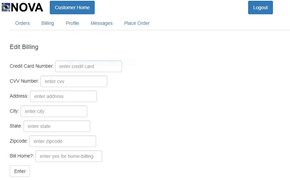 NOVA Customer Home Logout
Orders Billing Profile Messages Place Order
Edit Billing
Credit Card Number: enter credit card
CVV Number: enter cvv
Address: enter address
City: enter city
State: enter state
Zipcode: enter zipcode
Bill Home? enter yes for home-billing
Enter